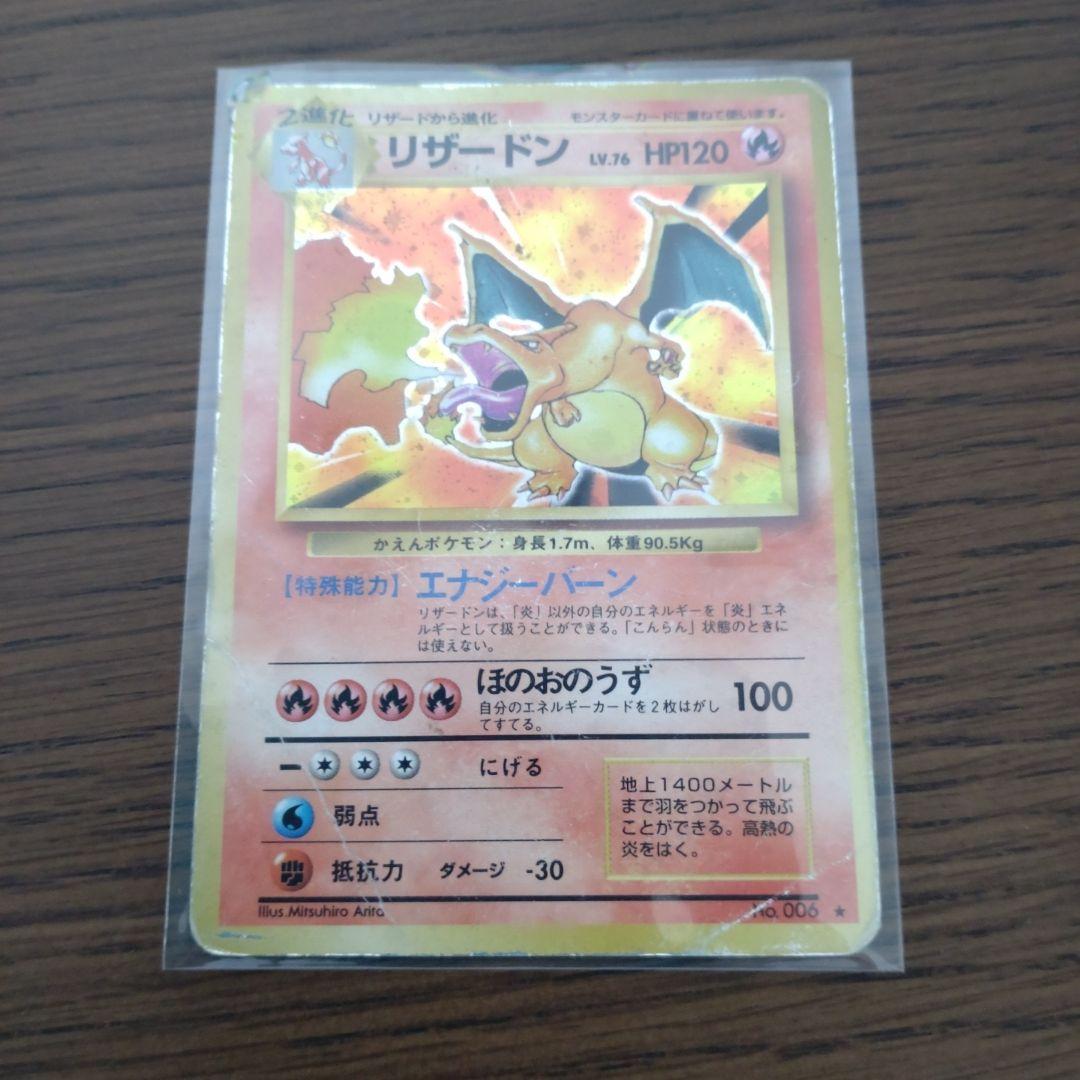 2進化 リザードから進化 モンスターカードに重ねて使います。
リザードン LV.76 HP120
かえんポケモン：身長1.7m、体重90.5Kg
【特殊能力】エナジーバーン
リザードンは、「炎」以外の自分のエネルギーを「炎」エネ
ルギーとして扱うことができる。「こんらん」状態のときに
は使えない。
ほのおのうず 100
自分のエネルギーカードを2枚はがし
てすてる。
にげる
弱点
抵抗力 ダメージ -30
地上1400メートル
まで羽をつかって飛ぶ
ことができる。高熱の
炎をはく。
Illus.Mitsuhiro Arita No. 006 ★